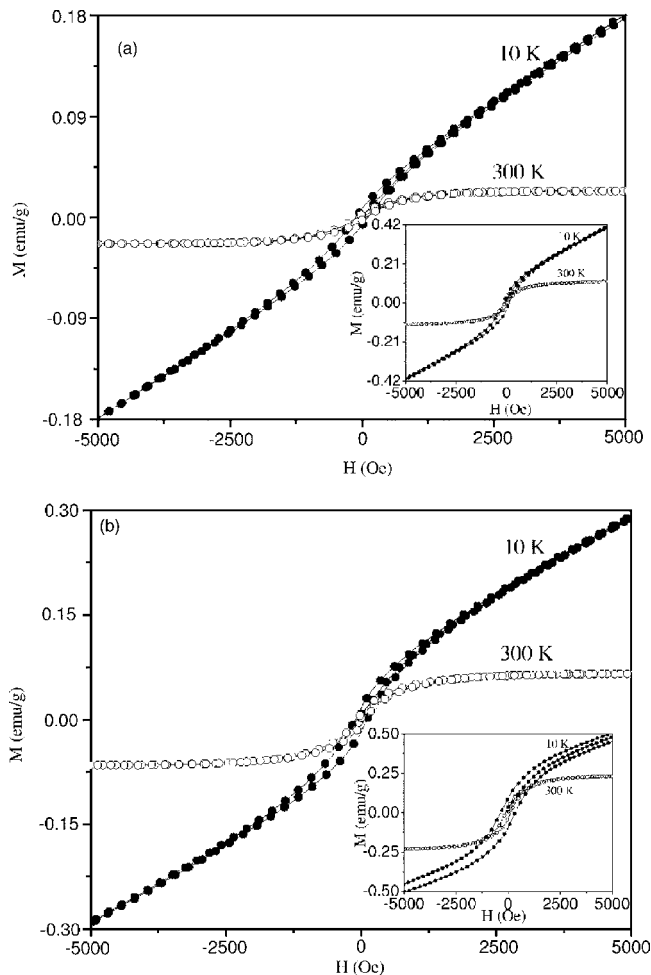 (a)
0.18
0.09
0.00
-0.09
-0.18
M (emu/g)
10 K
300 K
-5000 -2500 0 2500 5000
H (Oe)
0.42
0.21
0.00
-0.21
-0.42
M (emu/g)
10 K
300 K
-5000 -2500 0 2500 5000
H (Oe)
(b)
0.30
0.15
0.00
-0.15
-0.30
M (emu/g)
10 K
300 K
-5000 -2500 0 2500 5000
H (Oe)
0.50
0.25
0.00
-0.25
-0.50
M (emu/g)
10 K
300 K
-5000 -2500 0 2500 5000
H (Oe)